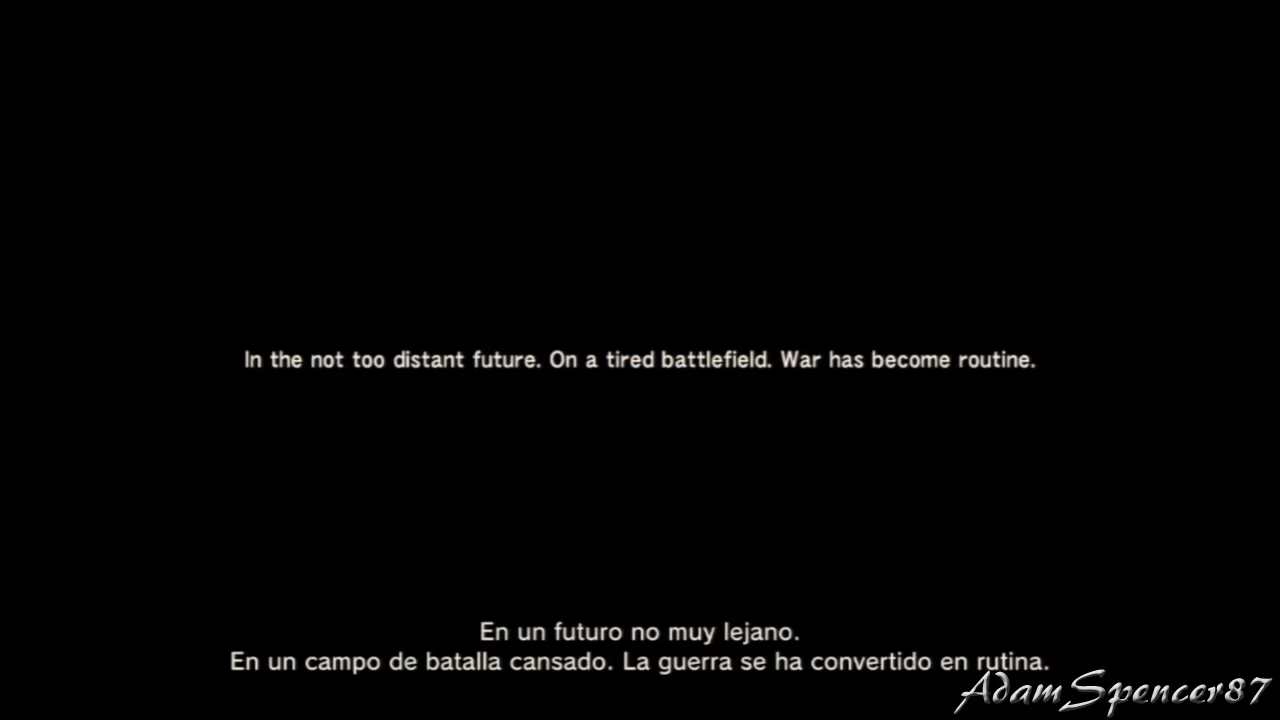 In the not too distant future. On a tired battlefield. War has become routine.
En un futuro no muy lejano.
En un campo de batalla cansado. La guerra se ha convertido en rutina.
AdamSpencer87